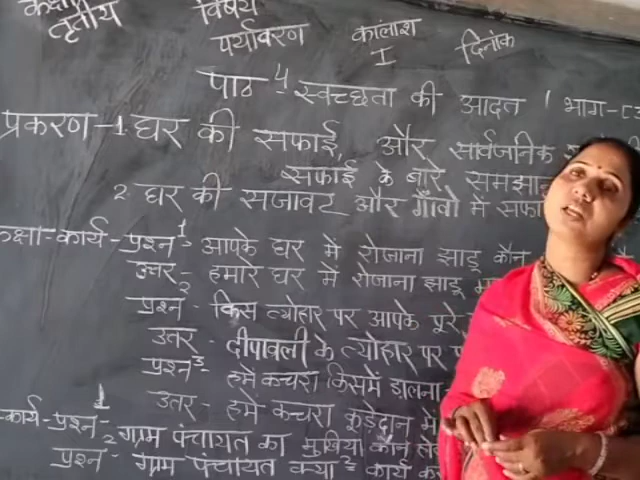 कक्षा विषय कांलाश दिनांक
तृतीय पर्यावरण I
पाठ - 4 स्वच्छता की आदत भाग-
प्रकरण - 1. घर की सफाई, और सार्वजनिक
सफाई के बारे समझा
2 घर की सजावट और गाँवो में सफा
कक्षा-कार्य - प्रश्न 1 - आपके घर मे रोजाना झाडू कौन
उत्तर - हमारे घर मे रोजाना झाडू
प्रश्न 2 - किस त्योहार पर आपके पूरे
उत्तर - दीपावली के त्योहार पर
प्रश्न 3 - हमे कचरा किसमें डालना
उत्तर - हमे कचरा कूड़ेदान में
-कार्य - प्रश्न 1 - ग्राम पंचायत का मुखिया कौन
प्रश्न 2 - ग्राम पंचायत क्या = कार्य कर